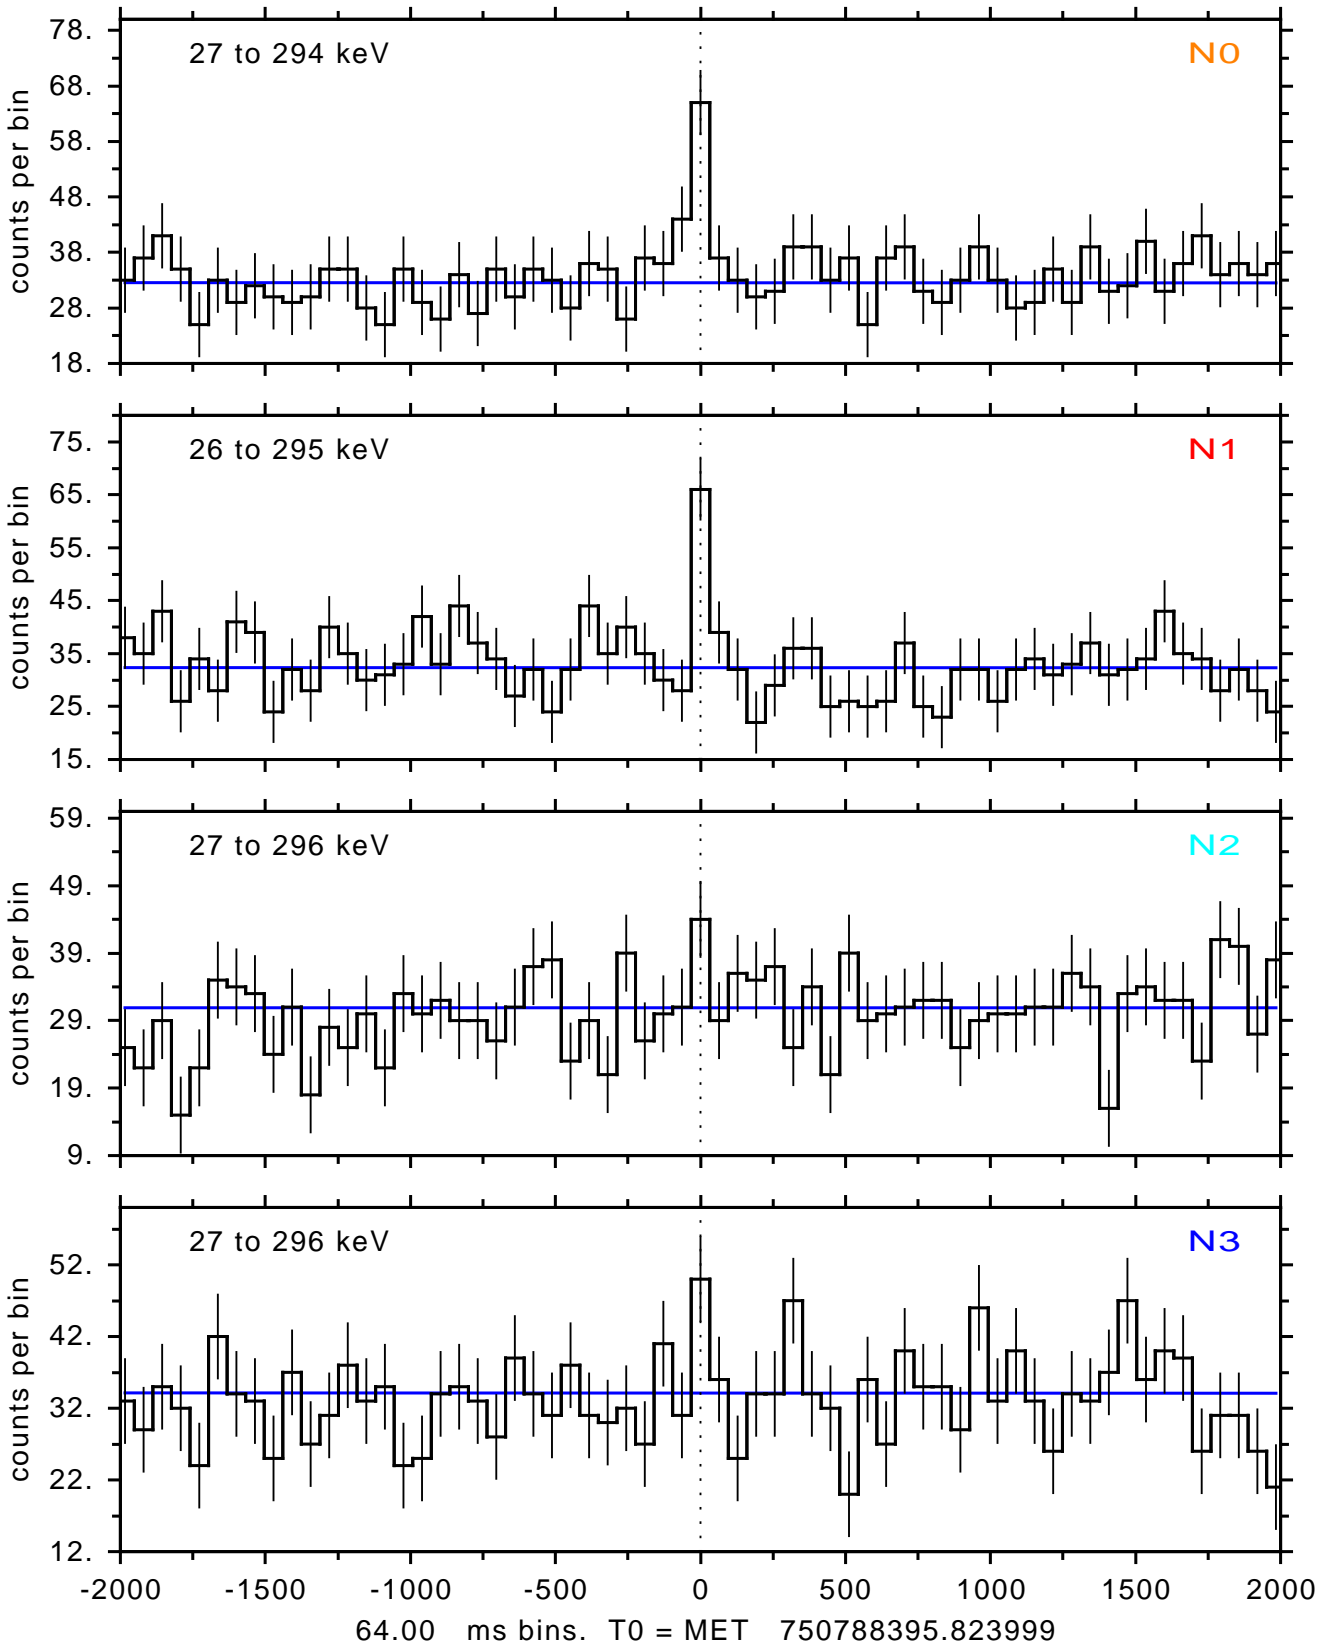 78.
27 to 294 keV
N0
68.
58.
48.
38.
28.
18.
counts per bin
75.
26 to 295 keV
N1
65.
55.
45.
35.
25.
15.
counts per bin
59.
27 to 296 keV
N2
49.
39.
29.
19.
9.
counts per bin
27 to 296 keV
N3
52.
42.
32.
22.
12.
counts per bin
-2000 -1500 -1000 -500 0 500 1000 1500 2000
64.00 ms bins. T0 = MET 750788395.823999